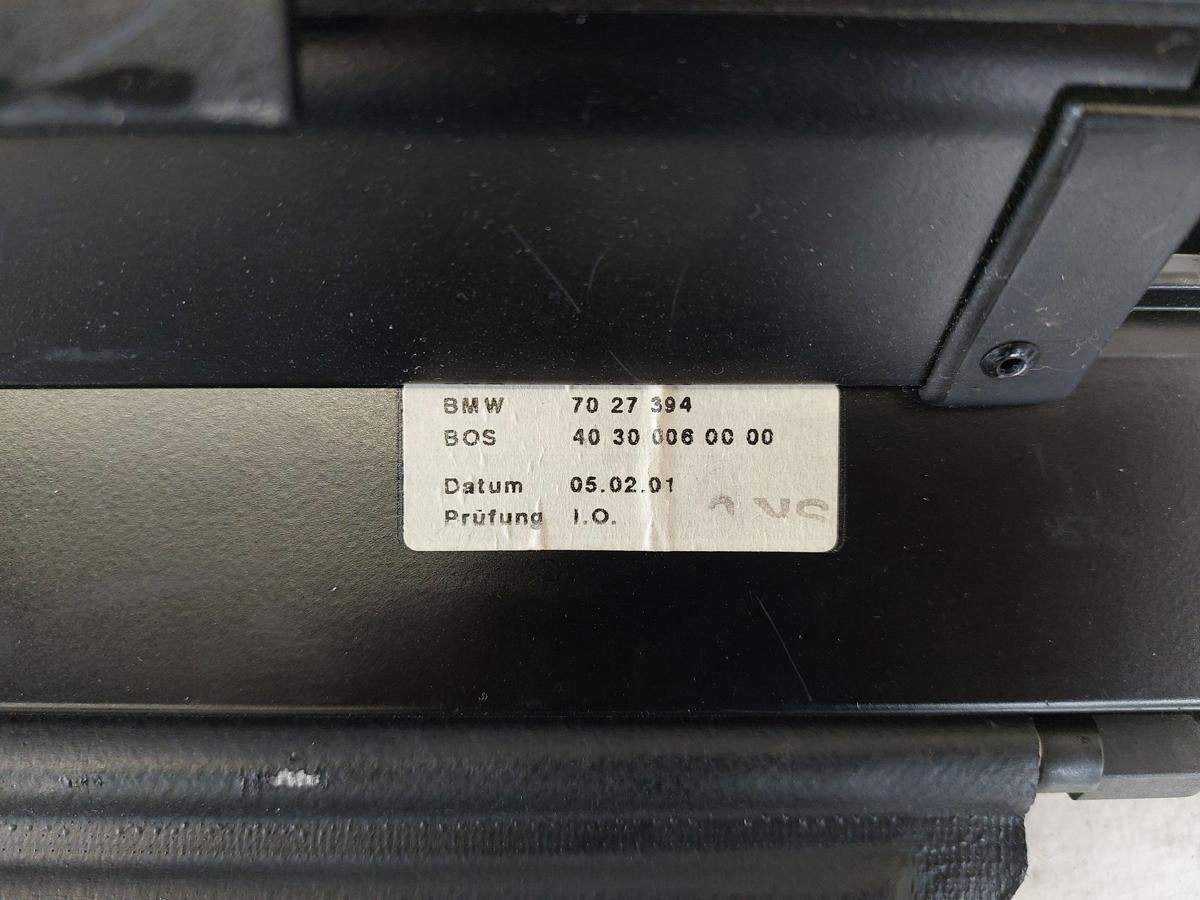 BMW 70 27 394
BOS 40 30 006 00 00
Datum 05.02.01
Prüfung I.O.